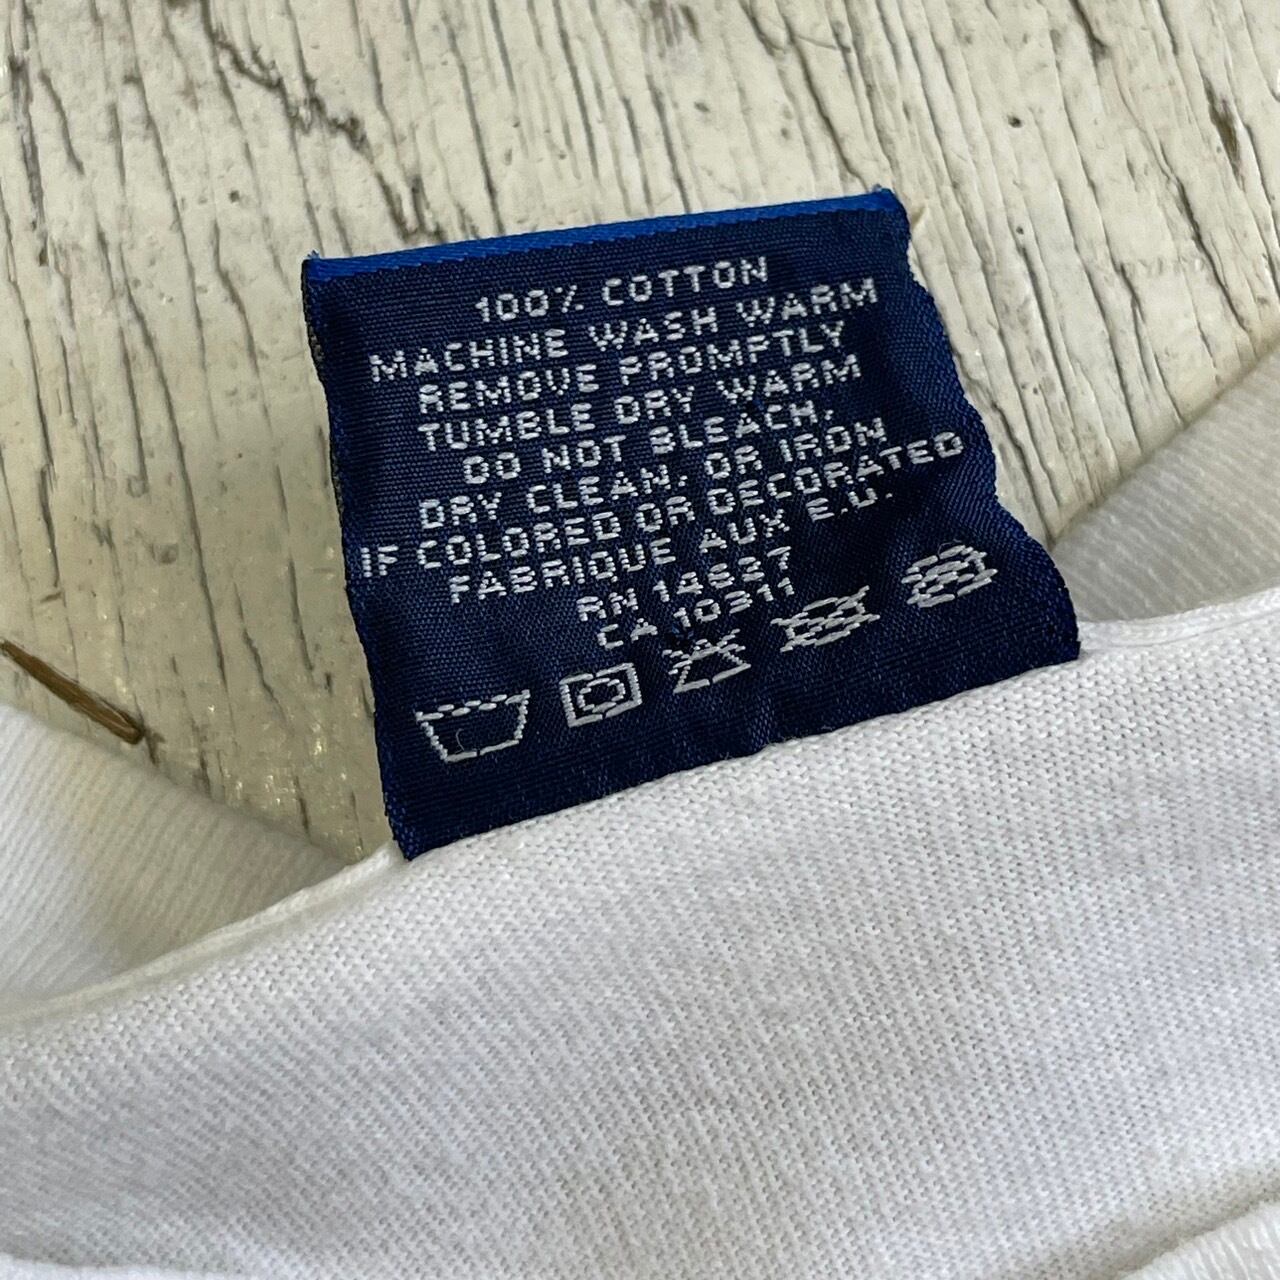 100% COTTON
MACHINE WASH WARM
REMOVE PROMPTLY
TUMBLE DRY WARM
DO NOT BLEACH,
DRY CLEAN, OR IRON
IF COLORED OR DECORATED
FABRIQUE AUX E.U.
RN 14627
CA 10311